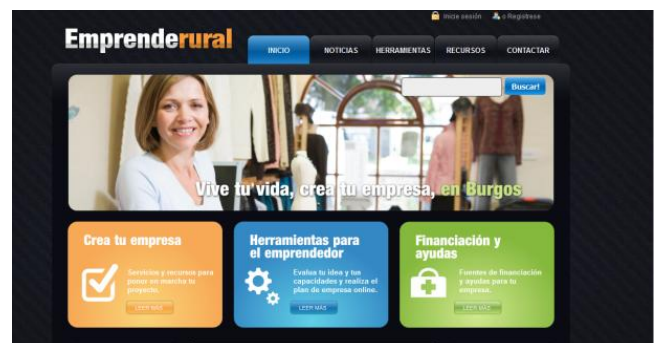 Inicie sesión o Regístrese
Emprenderural
INICIO NOTICIAS HERRAMIENTAS RECURSOS CONTACTAR
Buscar!
Vive tu vida, crea tu empresa, en Burgos
Crea tu empresa
Servicios y recursos para
poner en marcha tu
proyecto.
LEER MÁS
Herramientas para
el emprendedor
Evalua tu idea y tus
capacidades y realiza el
plan de empresa online.
LEER MÁS
Financiación y
ayudas
Fuentes de financiación
y ayudas para tu
empresa.
LEER MÁS